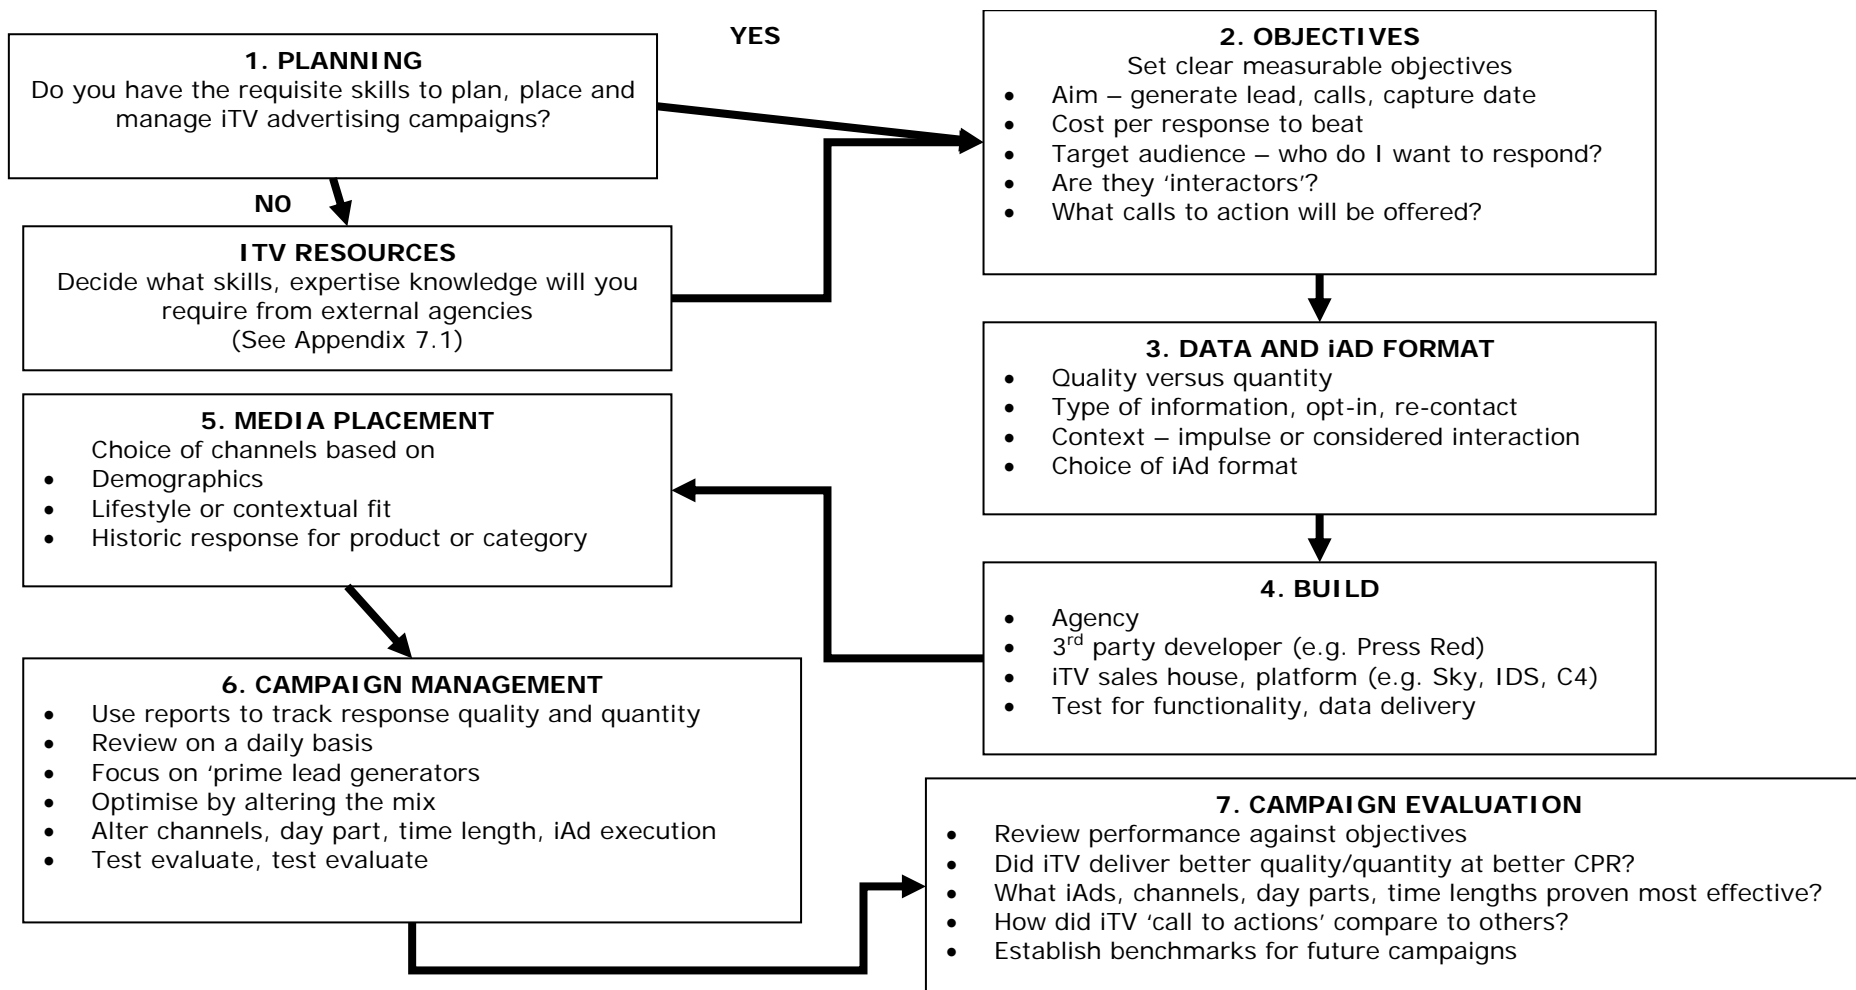 1. PLANNING
Do you have the requisite skills to plan, place and
manage iTV advertising campaigns?
YES
NO
ITV RESOURCES
Decide what skills, expertise knowledge will you
require from external agencies
(See Appendix 7.1)
2. OBJECTIVES
Set clear measurable objectives
• Aim – generate lead, calls, capture date
• Cost per response to beat
• Target audience – who do I want to respond?
• Are they ‘interactors’?
• What calls to action will be offered?
3. DATA AND iAD FORMAT
• Quality versus quantity
• Type of information, opt-in, re-contact
• Context – impulse or considered interaction
• Choice of iAd format
4. BUILD
• Agency
• 3rd party developer (e.g. Press Red)
• iTV sales house, platform (e.g. Sky, IDS, C4)
• Test for functionality, data delivery
5. MEDIA PLACEMENT
Choice of channels based on
• Demographics
• Lifestyle or contextual fit
• Historic response for product or category
6. CAMPAIGN MANAGEMENT
• Use reports to track response quality and quantity
• Review on a daily basis
• Focus on ‘prime lead generators
• Optimise by altering the mix
• Alter channels, day part, time length, iAd execution
• Test evaluate, test evaluate
7. CAMPAIGN EVALUATION
• Review performance against objectives
• Did iTV deliver better quality/quantity at better CPR?
• What iAds, channels, day parts, time lengths proven most effective?
• How did iTV ‘call to actions’ compare to others?
• Establish benchmarks for future campaigns